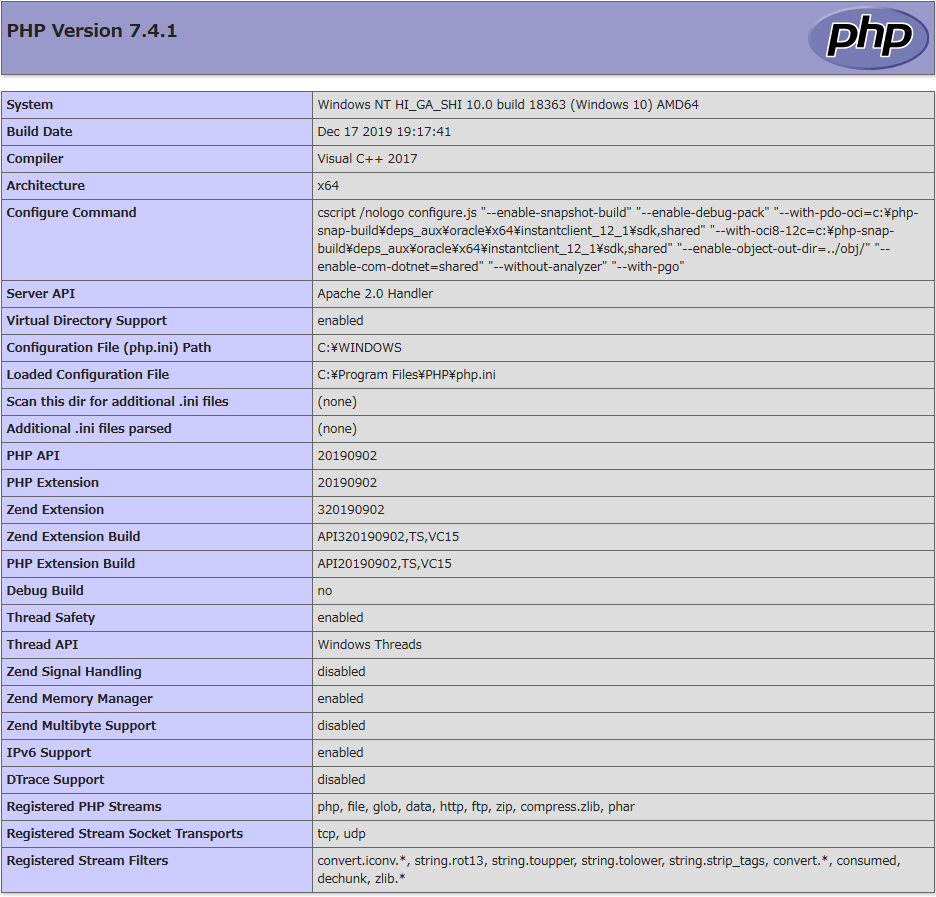 PHP Version 7.4.1
php
System Windows NT HI_GA_SHI 10.0 build 18363 (Windows 10) AMD64
Build Date Dec 17 2019 19:17:41
Compiler Visual C++ 2017
Architecture x64
Configure Command cscript /nologo configure.js "--enable-snapshot-build" "--enable-debug-pack" "--with-pdo-oci=c:¥php-
snap-build¥deps_aux¥oracle¥x64¥instantclient_12_1¥sdk,shared" "--with-oci8-12c=c:¥php-snap-
build¥deps_aux¥oracle¥x64¥instantclient_12_1¥sdk,shared" "--enable-object-out-dir=../obj/" "--
enable-com-dotnet=shared" "--without-analyzer" "--with-pgo"
Server API Apache 2.0 Handler
Virtual Directory Support enabled
Configuration File (php.ini) Path C:¥WINDOWS
Loaded Configuration File C:¥Program Files¥PHP¥php.ini
Scan this dir for additional .ini files (none)
Additional .ini files parsed (none)
PHP API 20190902
PHP Extension 20190902
Zend Extension 320190902
Zend Extension Build API320190902,TS,VC15
PHP Extension Build API20190902,TS,VC15
Debug Build no
Thread Safety enabled
Thread API Windows Threads
Zend Signal Handling disabled
Zend Memory Manager enabled
Zend Multibyte Support disabled
IPv6 Support enabled
DTrace Support disabled
Registered PHP Streams php, file, glob, data, http, ftp, zip, compress.zlib, phar
Registered Stream Socket Transports tcp, udp
Registered Stream Filters convert.iconv.*, string.rot13, string.toupper, string.tolower, string.strip_tags, convert.*, consumed,
dechunk, zlib.*